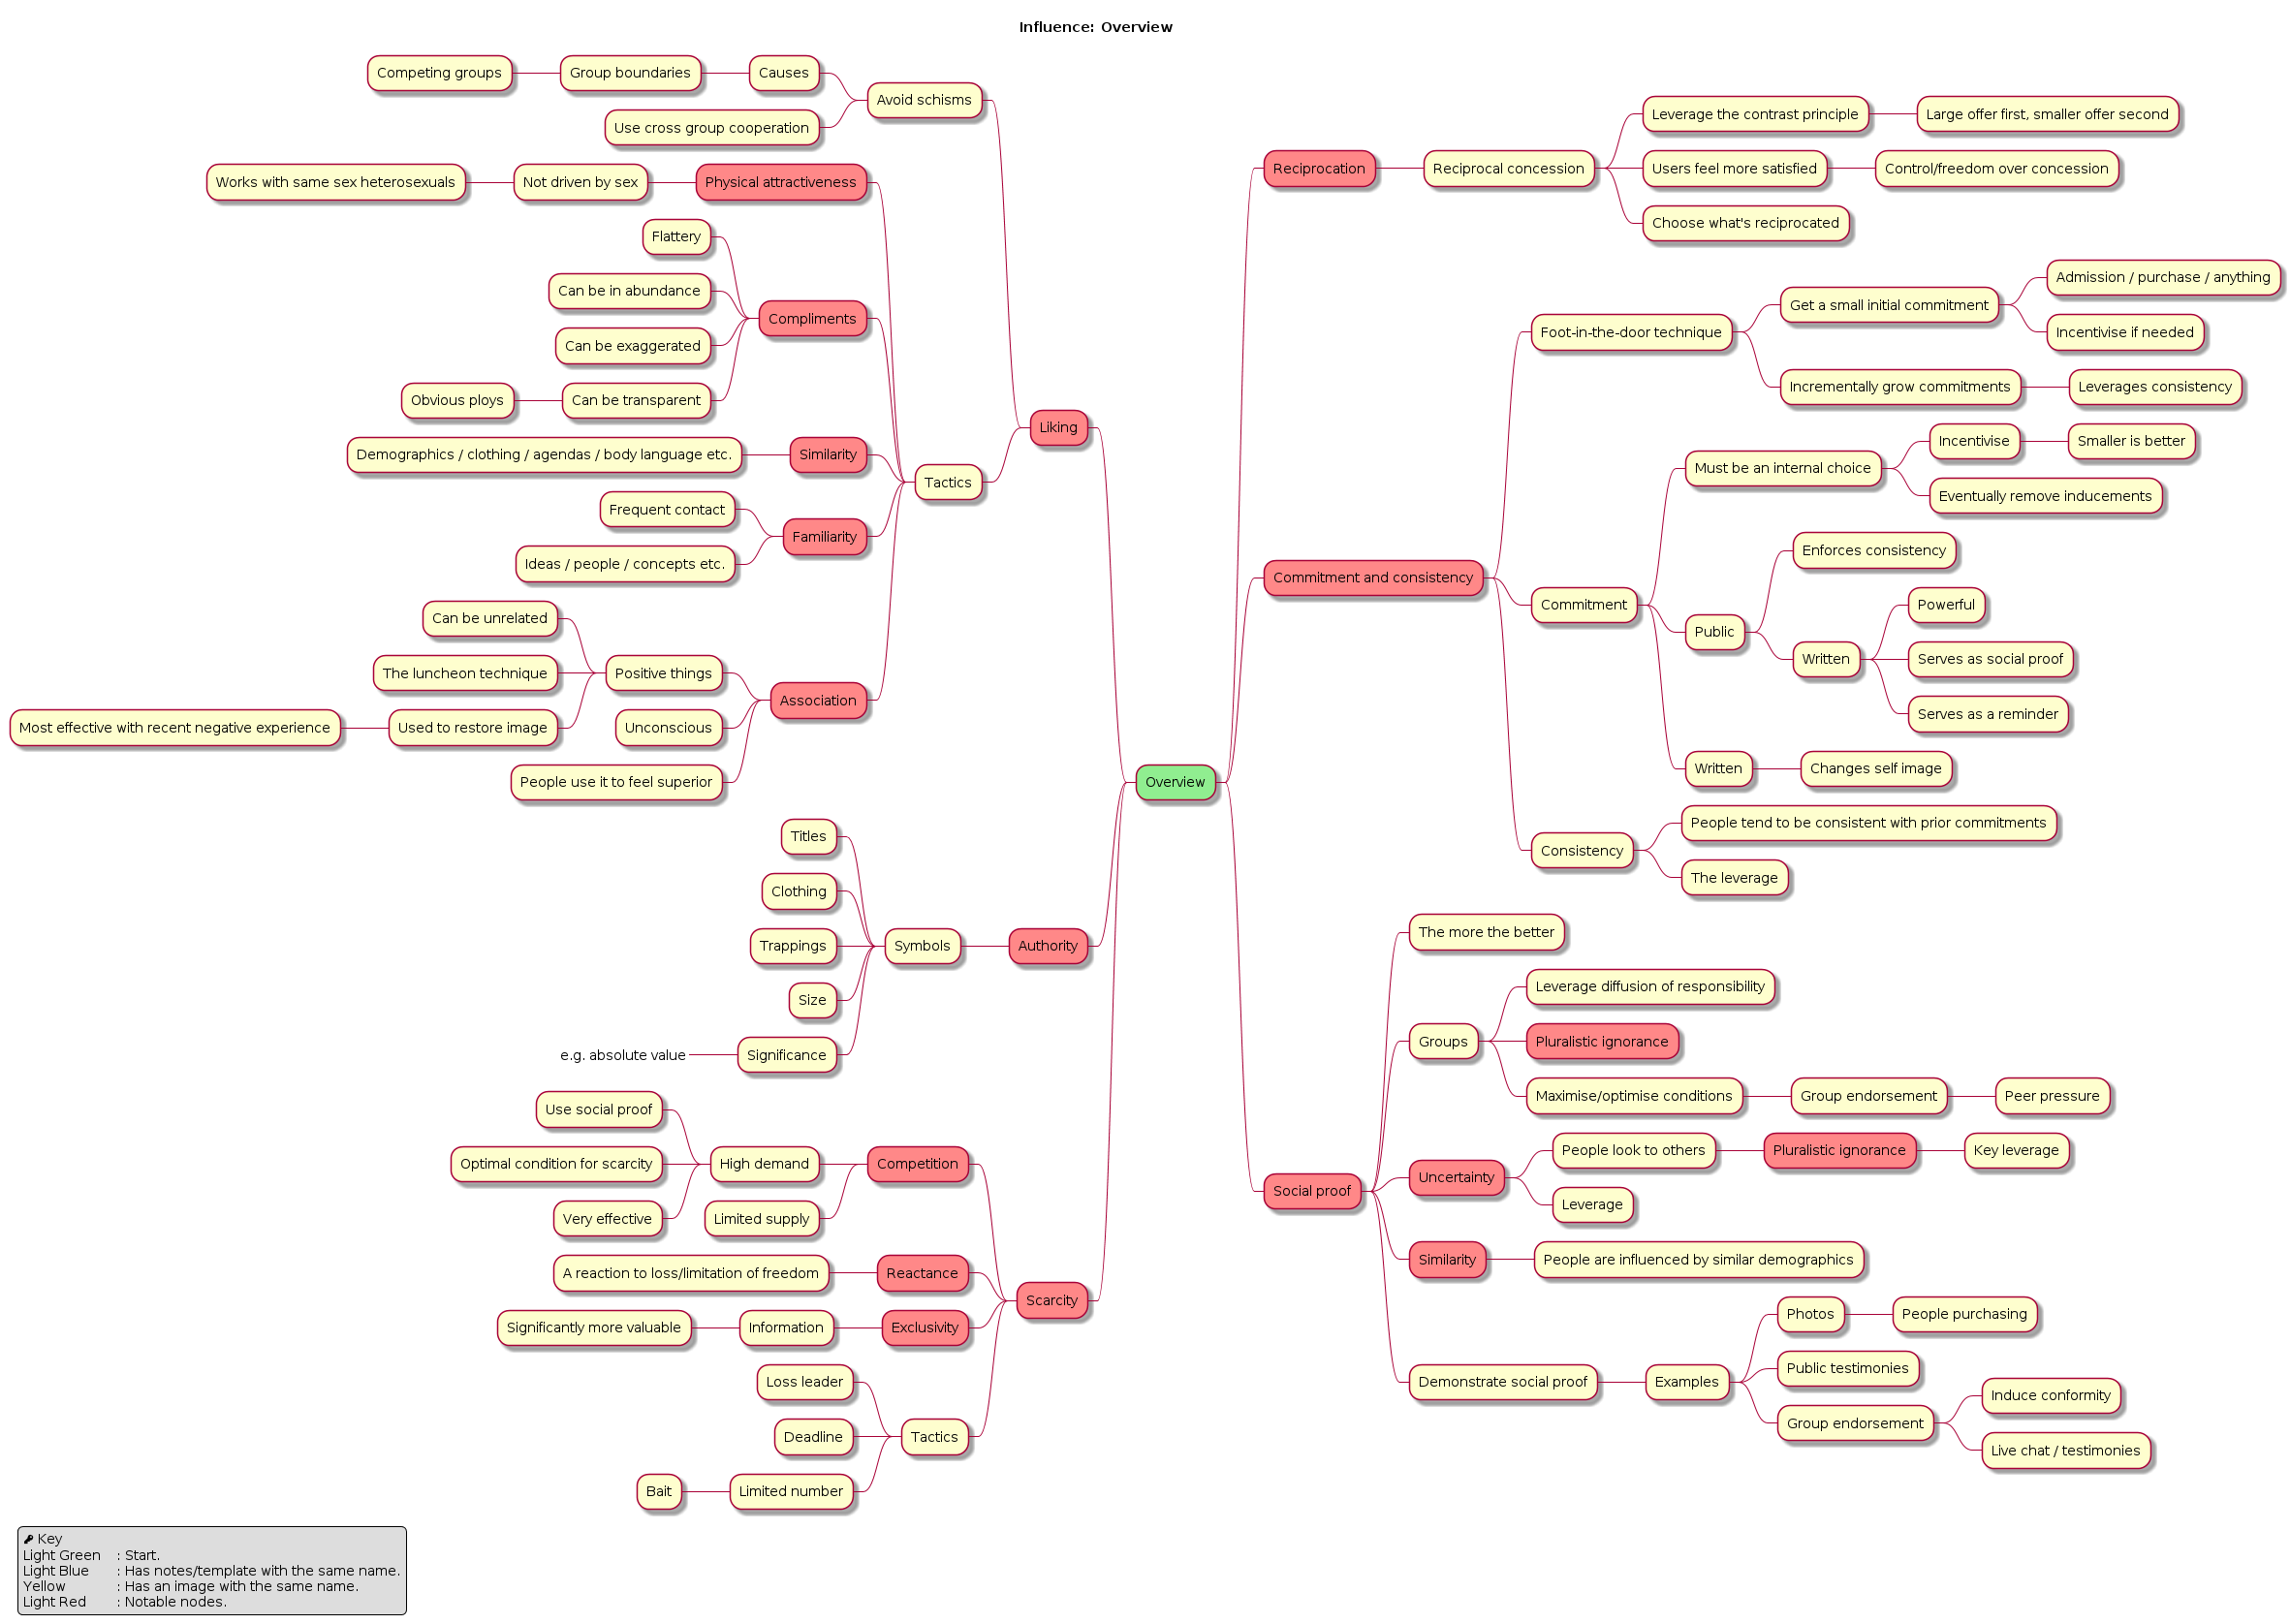 Influence: Overview
Competing groups
Group boundaries
Causes
Avoid schisms
Use cross group cooperation
Works with same sex heterosexuals
Not driven by sex
Physical attractiveness
Flattery
Can be in abundance
Compliments
Can be exaggerated
Obvious ploys
Can be transparent
Liking
Demographics / clothing / agendas / body language etc.
Similarity
Tactics
Frequent contact
Familiarity
Ideas / people / concepts etc.
Can be unrelated
The luncheon technique
Positive things
Association
Most effective with recent negative experience
Used to restore image
Unconscious
People use it to feel superior
Overview
Titles
Clothing
Trappings
Symbols
Authority
Size
e.g. absolute value
Significance
Use social proof
Optimal condition for scarcity
High demand
Competition
Very effective
Limited supply
A reaction to loss/limitation of freedom
Reactance
Scarcity
Significantly more valuable
Information
Exclusivity
Loss leader
Deadline
Tactics
Bait
Limited number
Reciprocation
Reciprocal concession
Leverage the contrast principle
Large offer first, smaller offer second
Users feel more satisfied
Control/freedom over concession
Choose what's reciprocated
Commitment and consistency
Foot-in-the-door technique
Get a small initial commitment
Admission / purchase / anything
Incentivise if needed
Incrementally grow commitments
Leverages consistency
Commitment
Must be an internal choice
Incentivise
Smaller is better
Eventually remove inducements
Public
Enforces consistency
Written
Powerful
Serves as social proof
Serves as a reminder
Written
Changes self image
Consistency
People tend to be consistent with prior commitments
The leverage
Social proof
The more the better
Groups
Leverage diffusion of responsibility
Pluralistic ignorance
Maximise/optimise conditions
Group endorsement
Peer pressure
Uncertainty
People look to others
Pluralistic ignorance
Key leverage
Leverage
Similarity
People are influenced by similar demographics
Demonstrate social proof
Examples
Photos
People purchasing
Public testimonies
Group endorsement
Induce conformity
Live chat / testimonies
Key
Light Green : Start.
Light Blue : Has notes/template with the same name.
Yellow : Has an image with the same name.
Light Red : Notable nodes.